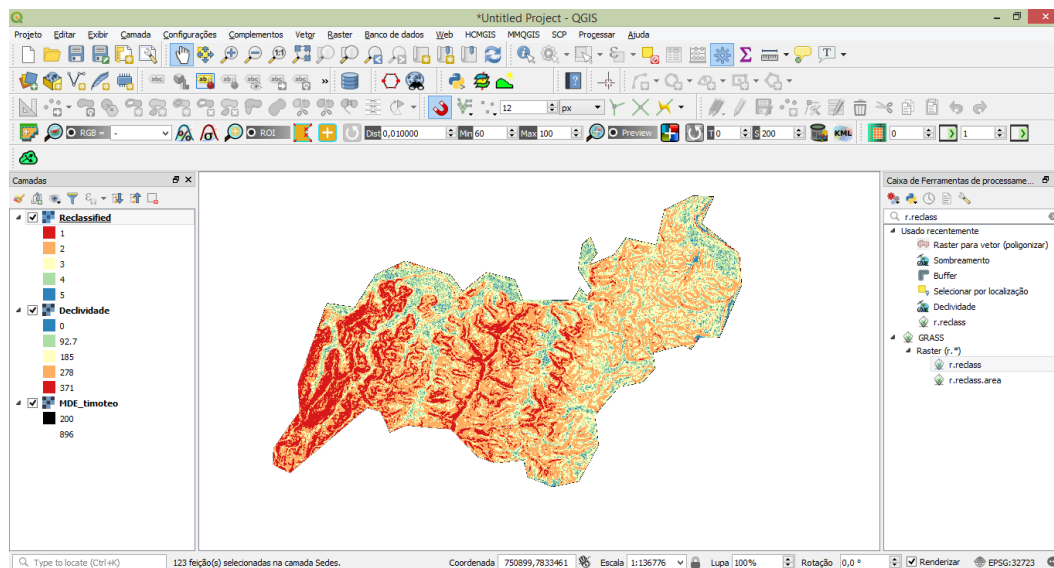 *Untitled Project - QGIS
Projeto Editar Exibir Camada Configurações Complementos Vetor Raster Banco de dados Web HCMGIS MMQGIS SCP Processar Ajuda
12 px
RGB = - ROI Dist 0,010000 Min 60 Max 100 Preview T 0 S 200 KML 0 1
Camadas
Reclassified
1
2
3
4
5
Declividade
0
92.7
185
278
371
MDE_timoteo
200
896
Caixa de Ferramentas de processame...
r.reclass
Usado recentemente
Raster para vetor (poligonizar)
Sombreamento
Buffer
Selecionar por localização
Declividade
r.reclass
GRASS
Raster (r.*)
r.reclass
r.reclass.area
Type to locate (Ctrl+K) 123 feição(s) selecionadas na camada Sedes. Coordenada 750899,7833461 Escala 1:136776 Lupa 100% Rotação 0,0 ° Renderizar EPSG:32723